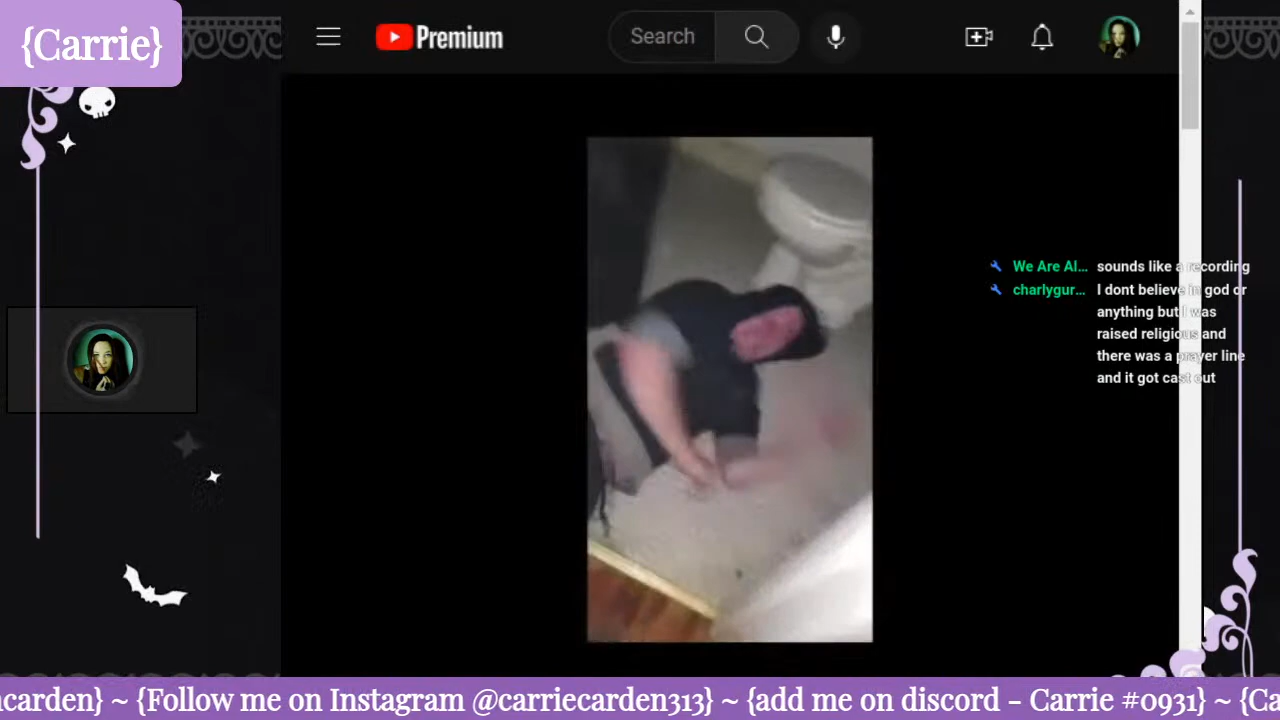 {Carrie}
Premium
Search
We Are Al... sounds like a recording
charlygur... I dont believe in god or
anything but I was
raised religious and
there was a prayer line
and it got cast out
carden} ~ {Follow me on Instagram @carriecarden313} ~ {add me on discord - Carrie #0931} ~ {Ca